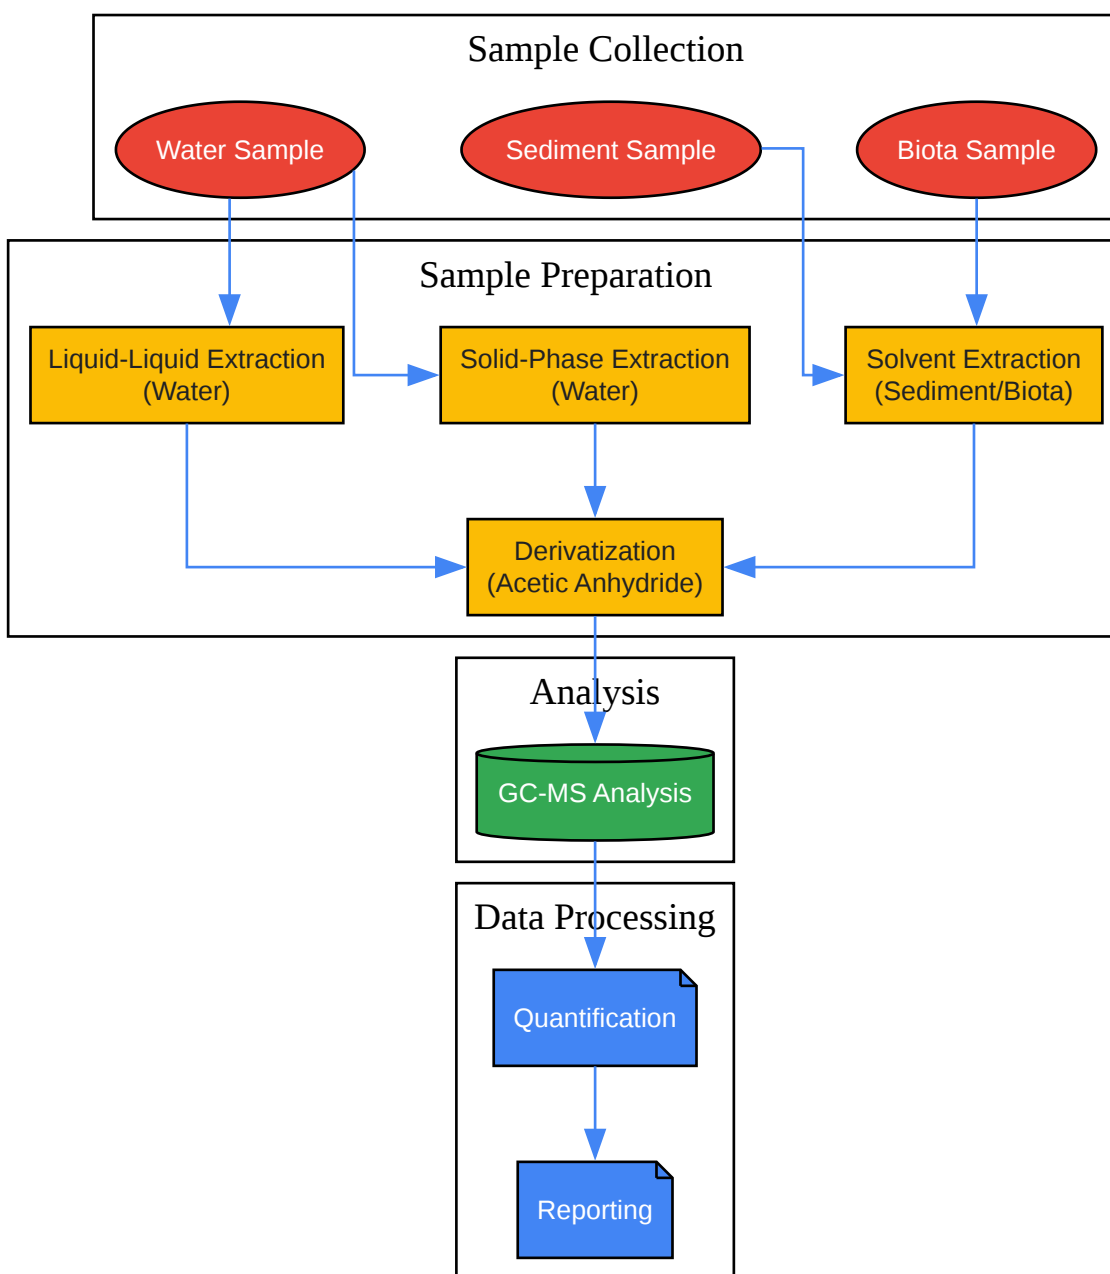 Sample Collection
Water Sample
Sediment Sample
Biota Sample
Sample Preparation
Liquid-Liquid Extraction
(Water)
Solid-Phase Extraction
(Water)
Solvent Extraction
(Sediment/Biota)
Derivatization
(Acetic Anhydride)
Analysis
GC-MS Analysis
Data Processing
Quantification
Reporting